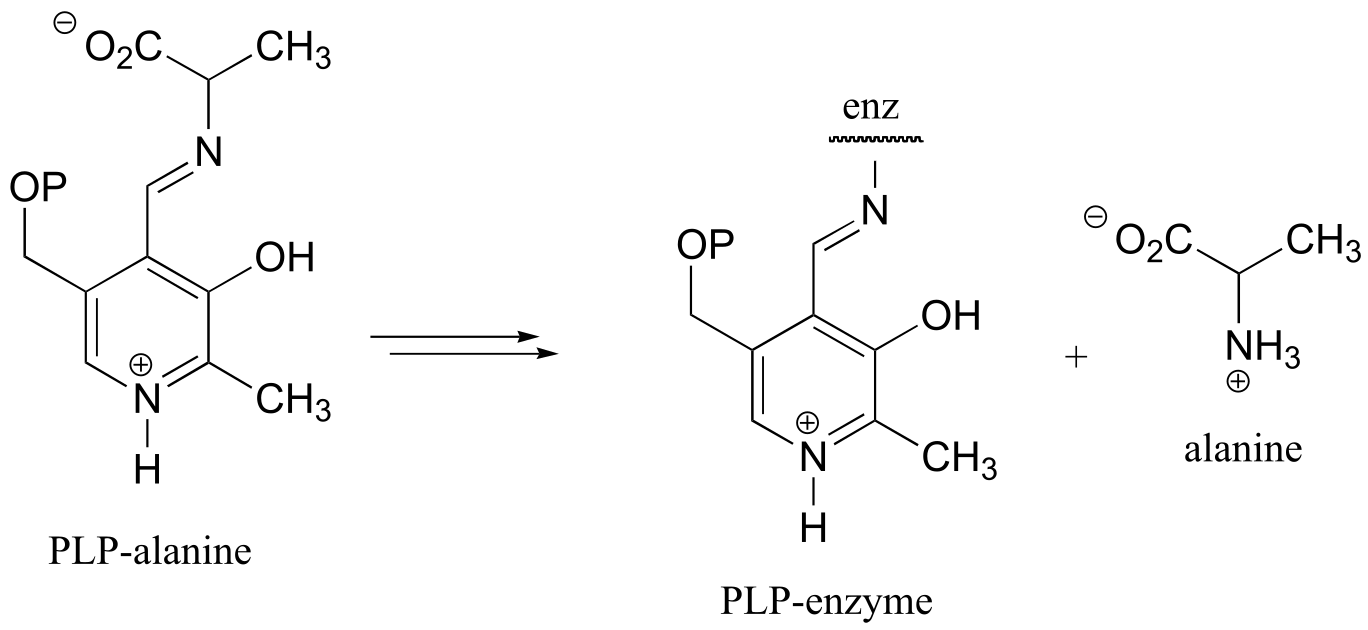 ⊖
O2C
CH3
N
OP
OH
⊕
N
CH3
H
PLP-alanine
enz
N
OP
OH
⊕
N
CH3
H
PLP-enzyme
+
⊖
O2C
CH3
NH3
⊕
alanine